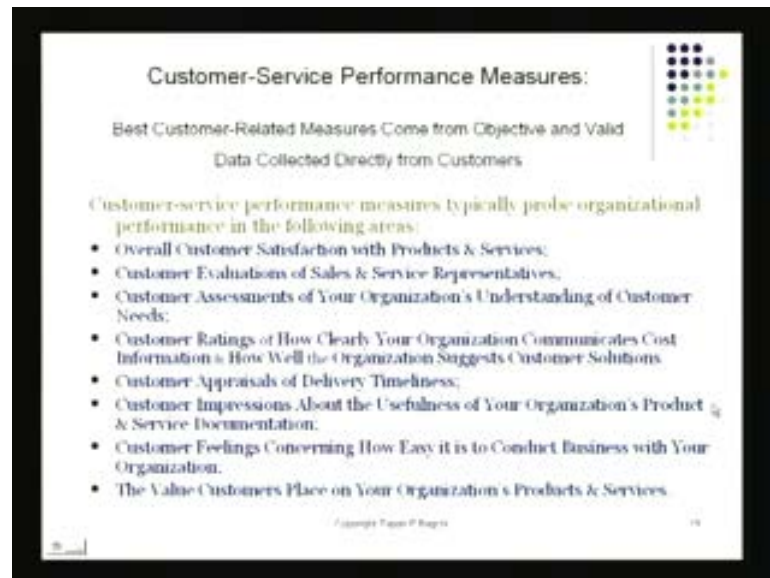 Customer-Service Performance Measures:
Best Customer-Related Measures Come from Objective and Valid
Data Collected Directly from Customers
Customer-service performance measures typically probe organizational
performance in the following areas:
• Overall Customer Satisfaction with Products & Services;
• Customer Evaluations of Sales & Service Representatives;
• Customer Assessments of Your Organization's Understanding of Customer
Needs;
• Customer Ratings of How Clearly Your Organization Communicates Cost
Information & How Well the Organization Suggests Customer Solutions
• Customer Appraisals of Delivery Timeliness;
• Customer Impressions About the Usefulness of Your Organization's Product
& Service Documentation;
• Customer Feelings Concerning How Easy it is to Conduct Business with Your
Organization;
• The Value Customers Place on Your Organization's Products & Services
Copyright